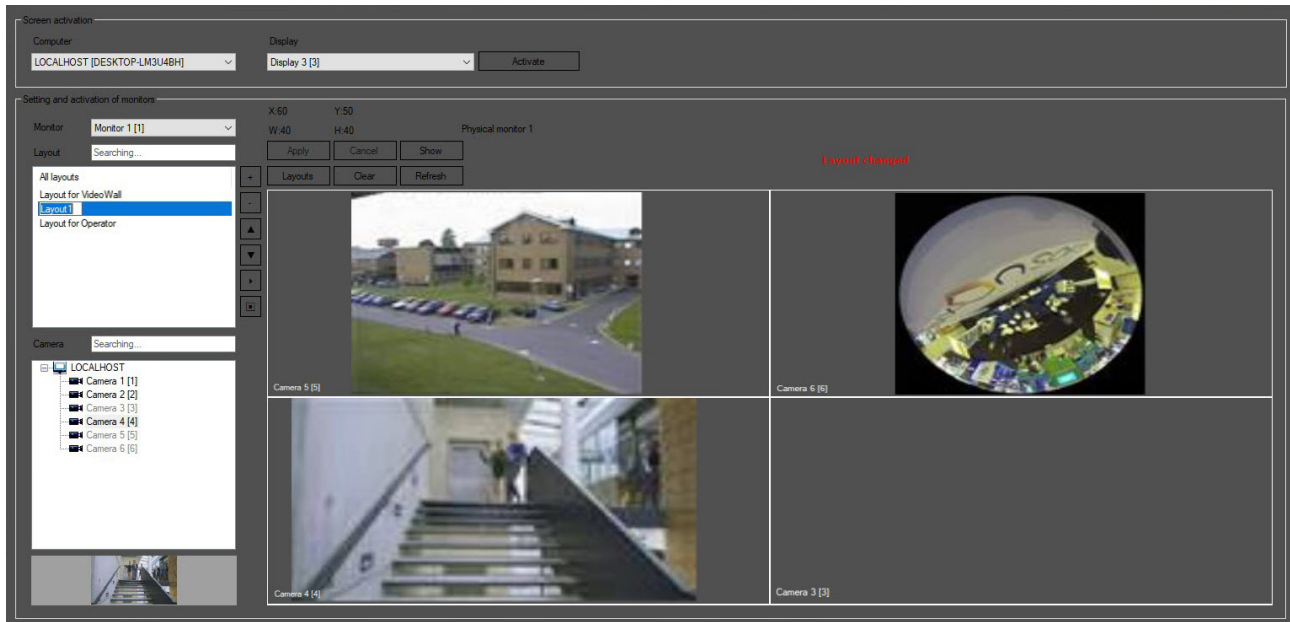 Screen activation
Computer
Display
LOCALHOST [DESKTOP-LM3U4BH]
Display 3 [3]
Activate
Setting and activation of monitors
X:60
Y:50
Monitor
Monitor 1 [1]
W:40
H:40
Physical monitor 1
Layout
Searching...
Apply
Cancel
Show
Layout changed
All layouts
+
Layouts
Clear
Refresh
Layout for VideoWall
Layout1
-
Layout for Operator
Camera
Searching...
LOCALHOST
Camera 1 [1]
Camera 2 [2]
Camera 3 [3]
Camera 4 [4]
Camera 5 [5]
Camera 6 [6]
Camera 5 [5]
Camera 6 [6]
Camera 4 [4]
Camera 3 [3]